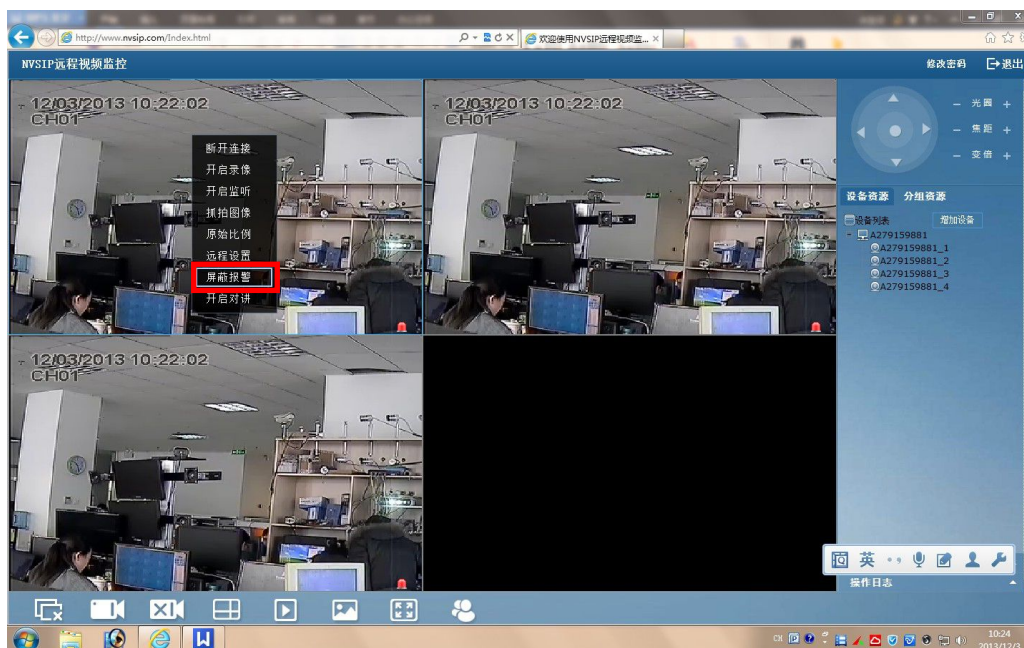 http://www.nvsip.com/Index.html
欢迎使用NVSIP远程视频监...
NVSIP远程视频监控
修改密码
退出
12/03/2013 10:22:02
CH01
12/03/2013 10:22:02
CH01
断开连接
开启录像
开启监听
抓拍图像
原始比例
远程设置
屏蔽报警
开启对讲
光圈
焦距
变倍
设备资源 分组资源
设备列表 增加设备
A279159881
A279159881_1
A279159881_2
A279159881_3
A279159881_4
12/03/2013 10:22:02
CH01
英
操作日志
CH
10:24
2013/12/3